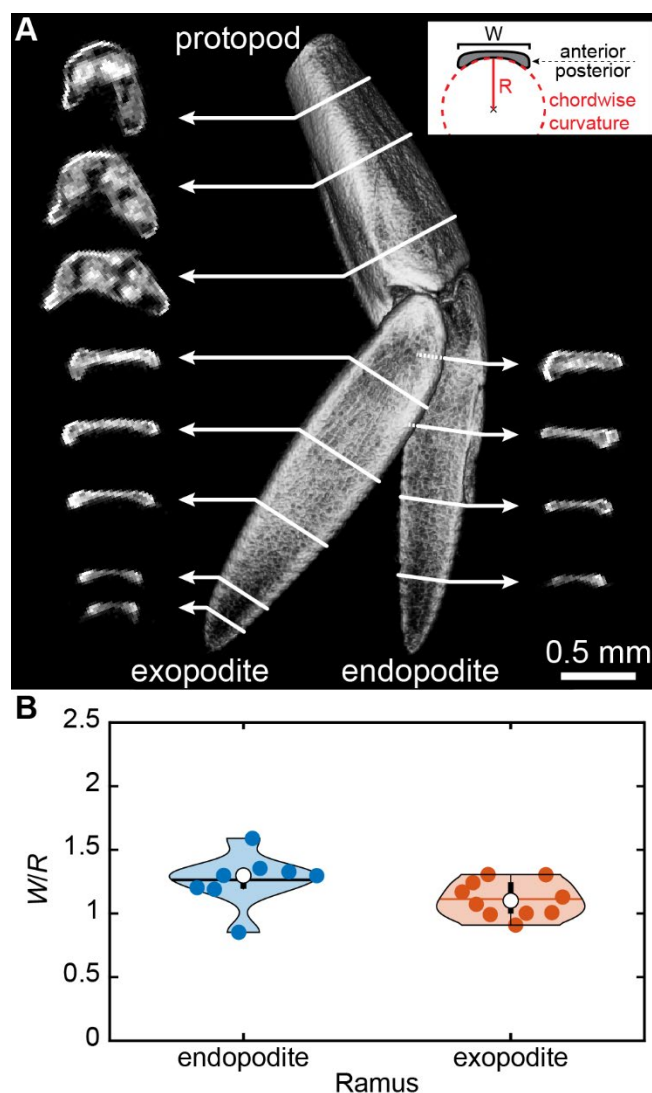 A
protopod
W
anterior
posterior
R
chordwise
curvature
exopodite
endopodite
0.5 mm
B
2.5
2
1.5
1
0.5
0
W/R
endopodite
exopodite
Ramus